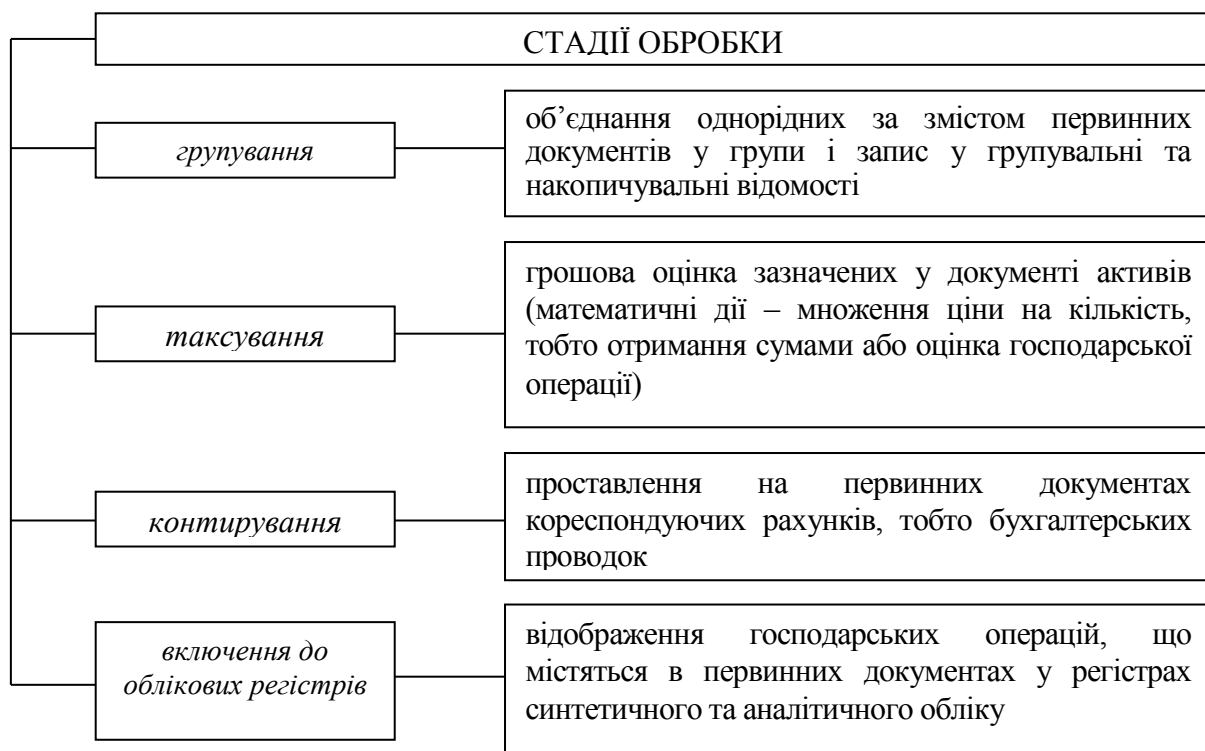 СТАДІЇ ОБРОБКИ
групування
об’єднання однорідних за змістом первинних
документів у групи і запис у групувальні та
накопичувальні відомості
таксування
грошова оцінка зазначених у документі активів
(математичні дії – множення ціни на кількість,
тобто отримання сумами або оцінка господарської
операції)
контирування
проставлення на первинних документах
кореспондуючих рахунків, тобто бухгалтерських
проводок
включення до
облікових регістрів
відображення господарських операцій, що
містяться в первинних документах у регістрах
синтетичного та аналітичного обліку